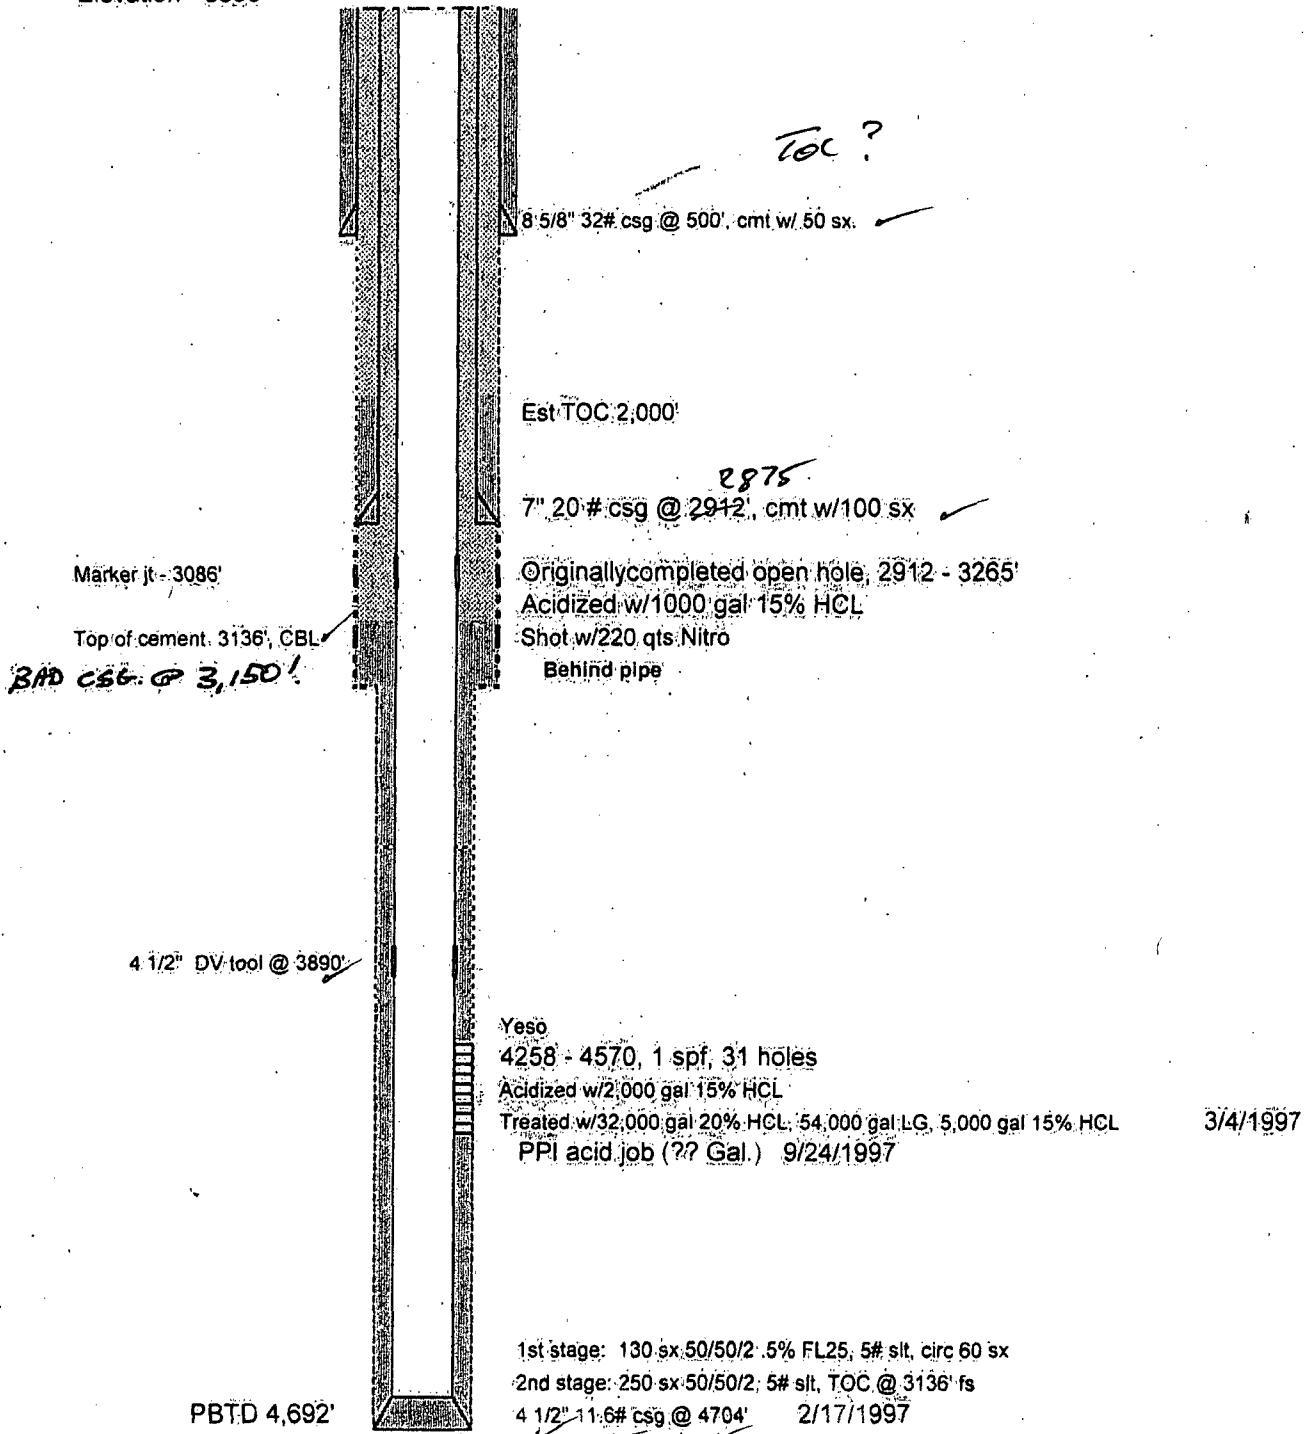 TOC ?
8 5/8" 32# csg @ 500', cmt w/ 50 sx.
Est TOC 2,000'
2875
7" 20 # csg @ 2912', cmt w/100 sx
Marker jt - 3086'
Originally completed open hole, 2912 - 3265'
Acidized w/1000 gal 15% HCL
Top of cement 3136', CBL
Shot w/220 qts Nitro
BAD CSG. @ 3,150'.
Behind pipe
4 1/2" DV tool @ 3890'
Yeso
4258 - 4570, 1 spf, 31 holes
Acidized w/2,000 gal 15% HCL
Treated w/32,000 gal 20% HCL, 54,000 gal LG, 5,000 gal 15% HCL 3/4/1997
PPI acid job (?? Gal.) 9/24/1997
1st stage: 130 sx 50/50/2 .5% FL25, 5# slt, circ 60 sx
2nd stage: 250 sx 50/50/2, 5# slt, TOC @ 3136' fs
PBTD 4,692'
4 1/2" 11.6# csg @ 4704' 2/17/1997